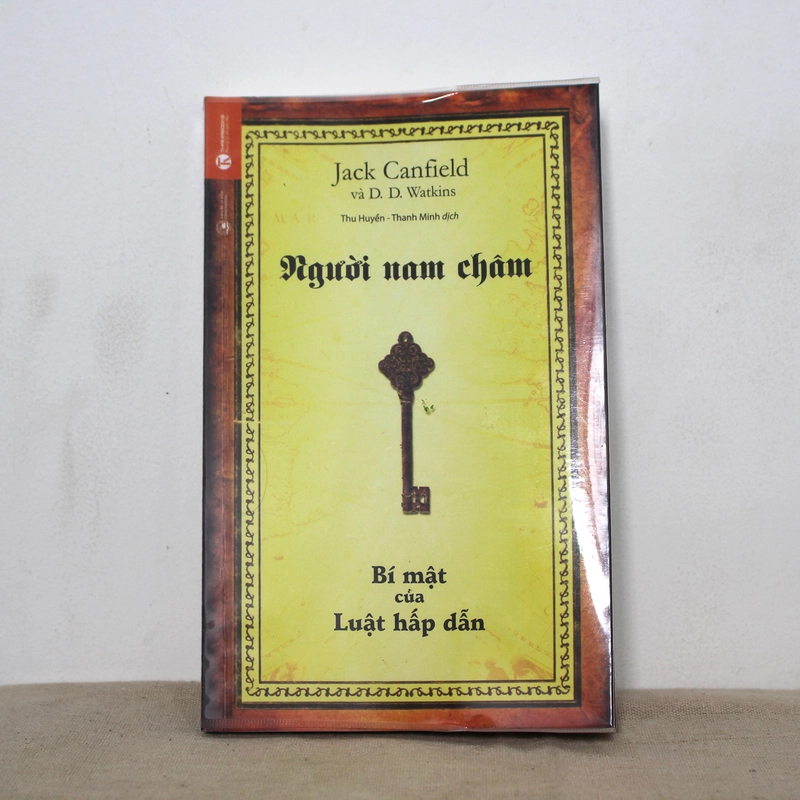 Jack Canfield
và D. D. Watkins
Thu Huyền - Thanh Minh dịch
Người nam châm
Bí mật
của
Luật hấp dẫn